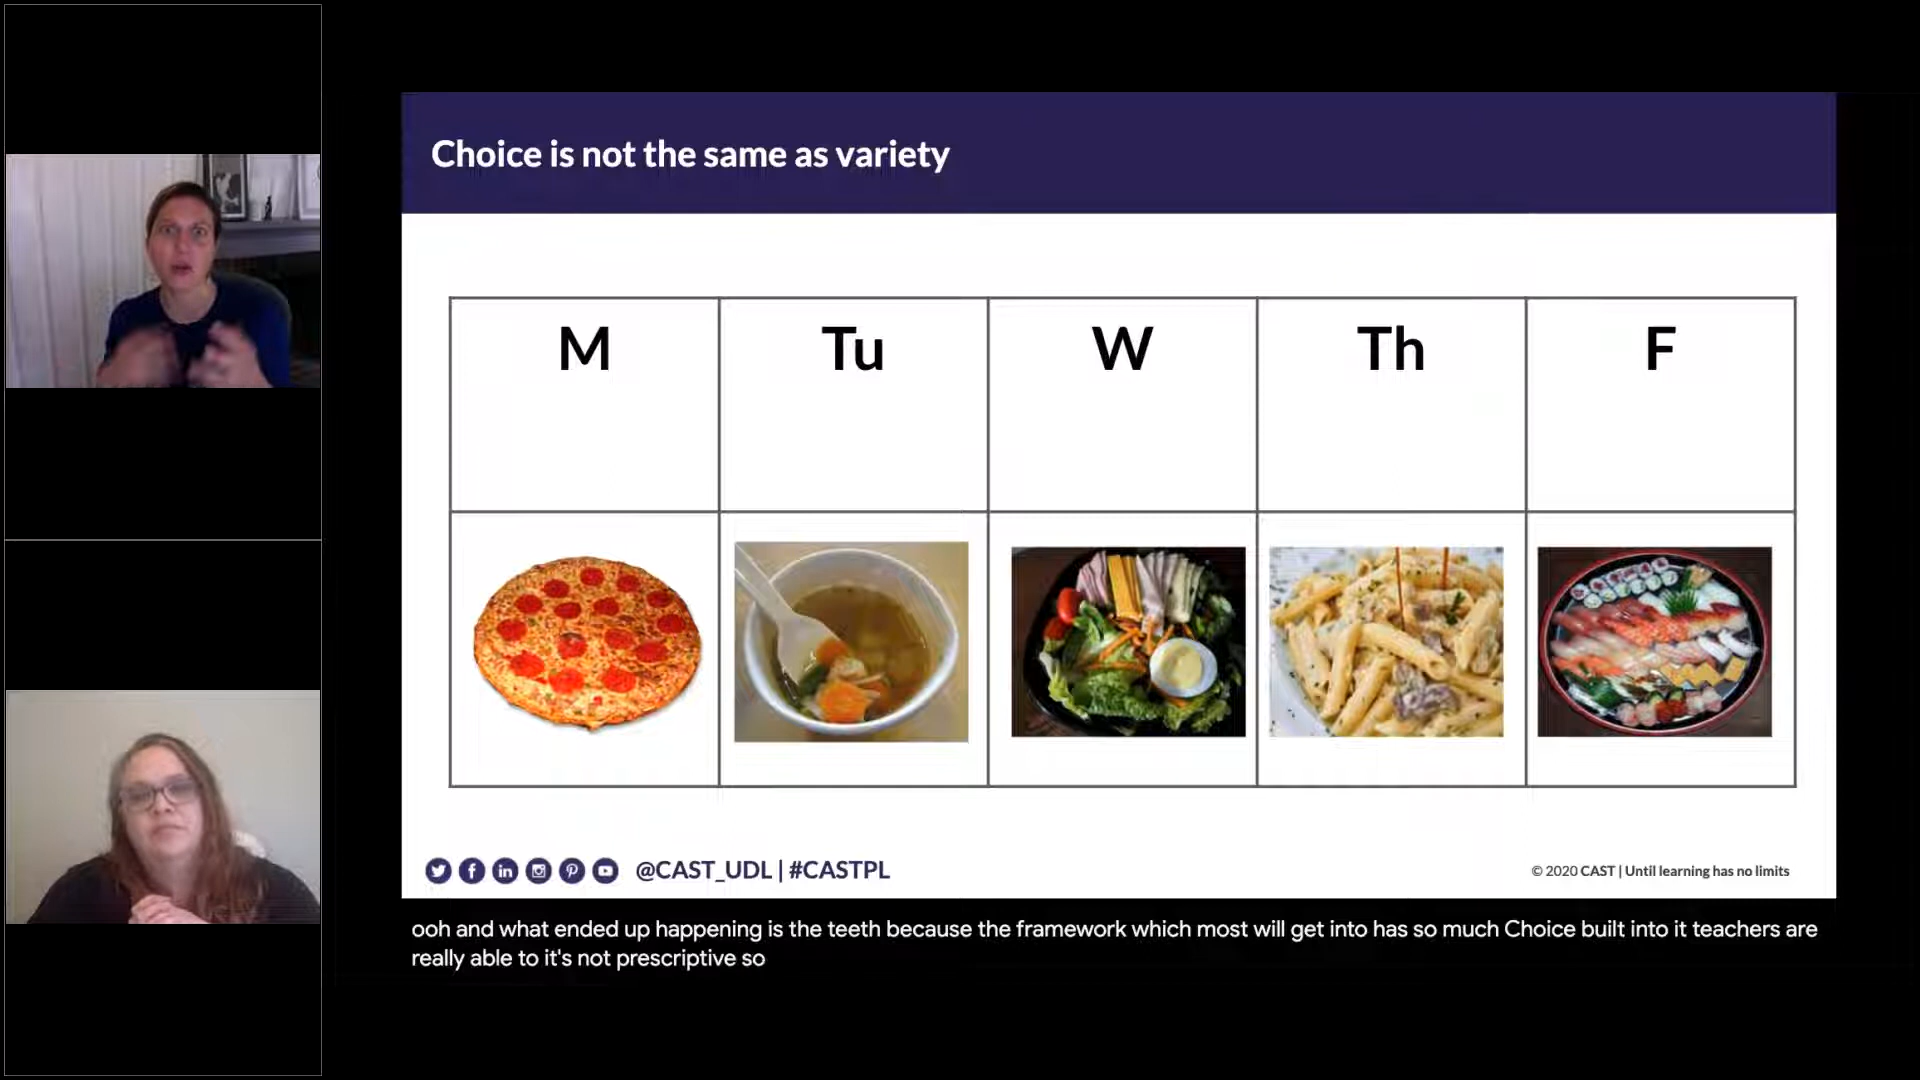 Choice is not the same as variety
M Tu W Th F
@CAST_UDL | #CASTPL
© 2020 CAST | Until learning has no limits
ooh and what ended up happening is the teeth because the framework which most will get into has so much Choice built into it teachers are
really able to it's not prescriptive so